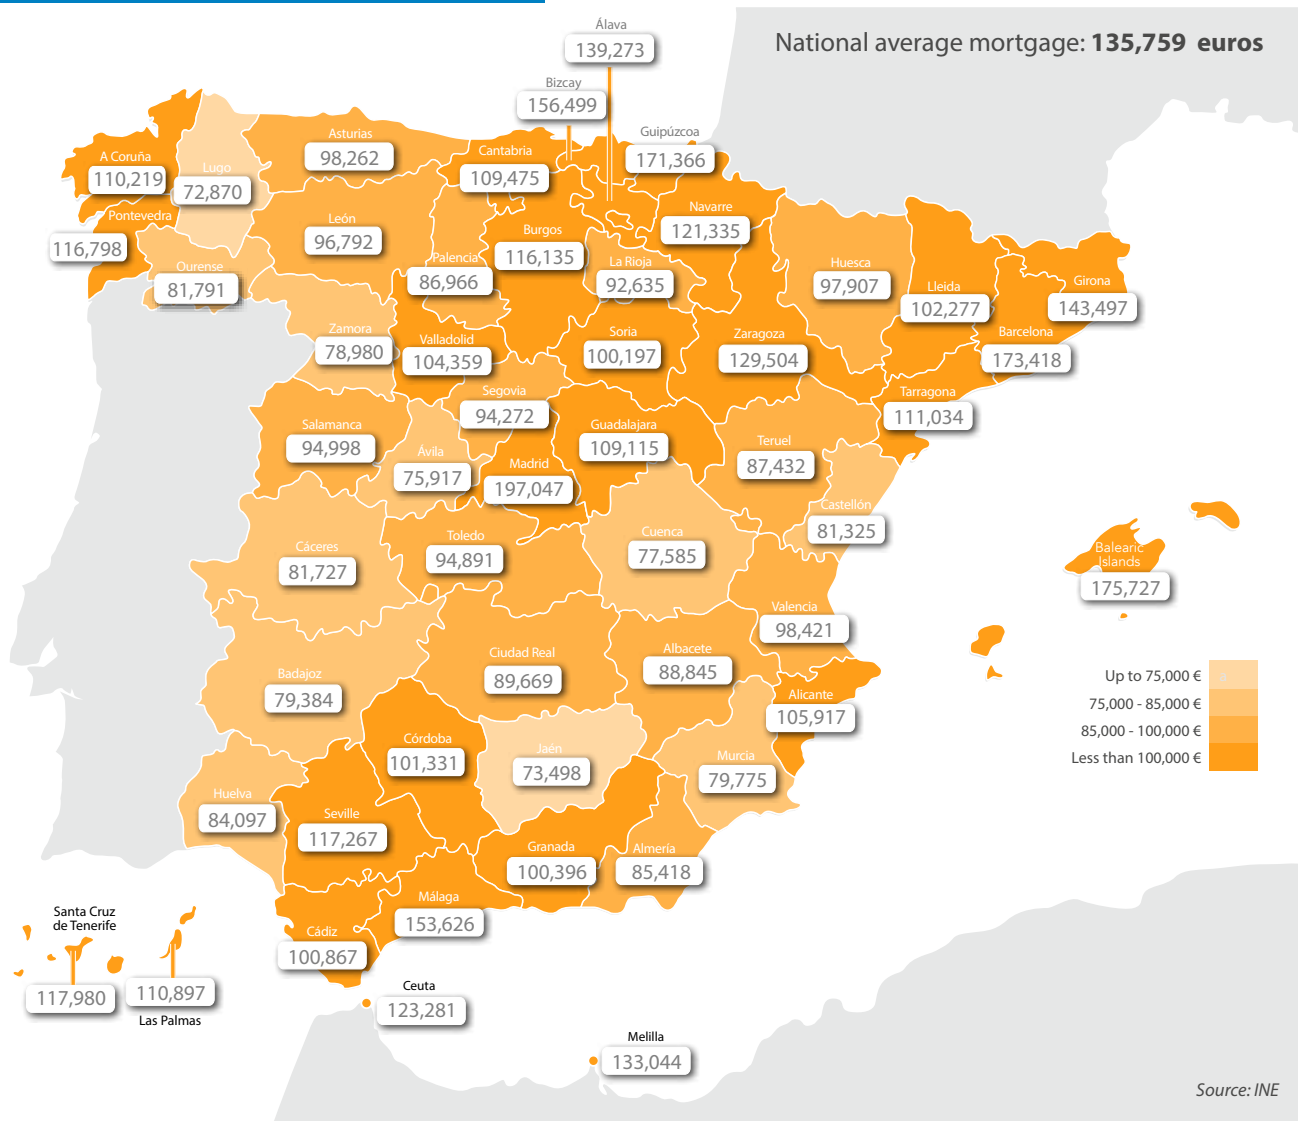 National average mortgage: 135,759 euros
Álava
139,273
Bizcay
156,499
Guipúzcoa
171,366
Asturias
98,262
Cantabria
109,475
A Coruña
110,219
Lugo
72,870
Pontevedra
116,798
Ourense
81,791
León
96,792
Palencia
86,966
Burgos
116,135
La Rioja
92,635
Navarre
121,335
Huesca
97,907
Lleida
102,277
Girona
143,497
Barcelona
173,418
Zamora
78,980
Valladolid
104,359
Soria
100,197
Zaragoza
129,504
Tarragona
111,034
Segovia
94,272
Salamanca
94,998
Ávila
75,917
Madrid
197,047
Guadalajara
109,115
Teruel
87,432
Castellón
81,325
Cáceres
81,727
Toledo
94,891
Cuenca
77,585
Balearic
Islands
175,727
Valencia
98,421
Badajoz
79,384
Ciudad Real
89,669
Albacete
88,845
Alicante
105,917
Up to 75,000 €
75,000 - 85,000 €
85,000 - 100,000 €
Less than 100,000 €
Córdoba
101,331
Jaén
73,498
Murcia
79,775
Huelva
84,097
Seville
117,267
Granada
100,396
Almería
85,418
Málaga
153,626
Cádiz
100,867
Santa Cruz
de Tenerife
117,980
110,897
Las Palmas
Ceuta
123,281
Melilla
133,044
Source: INE